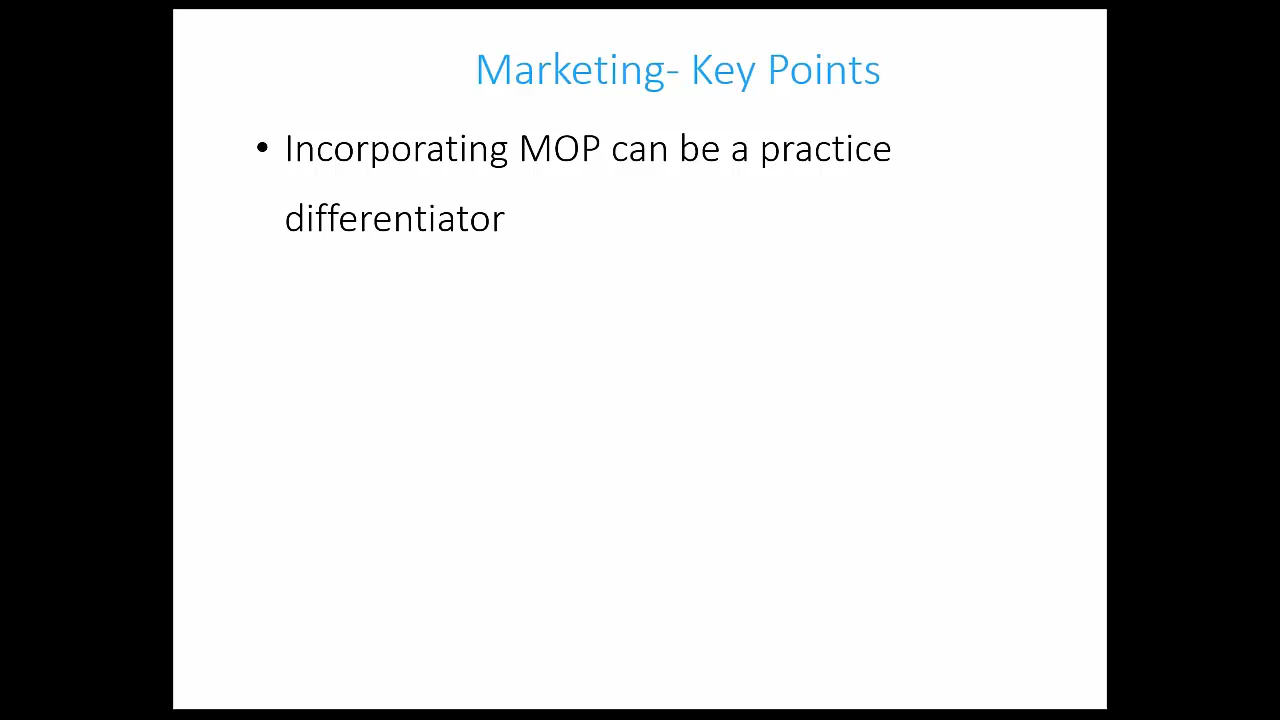 Marketing- Key Points
• Incorporating MOP can be a practice
differentiator